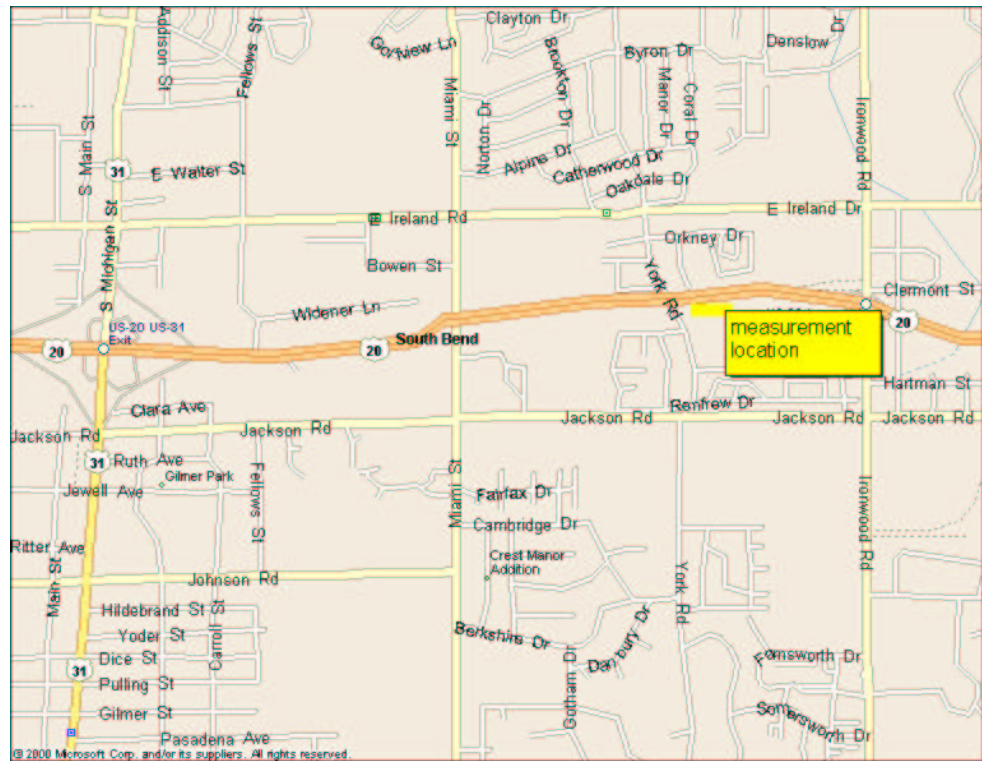 Clayton Dr
Addison St
Fellows St
Golfview Ln
Brookton Dr
Byron Dr
Denslow Dr
Manor Dr
Coral Dr
Miami St
Norton Dr
Ironwood Rd
S Main St
31
E Walter St
Alpine Dr
Catherwood Dr
Oakdale Dr
S Michigan St
E Ireland Rd
E Ireland Dr
Orkney Dr
Bowen St
York Rd
Clermont St
Widener Ln
US-20 US-31
Exit
20
20
South Bend
20
measurement
location
Hartman St
Clara Ave
Renfrew Dr
Jackson Rd
Jackson Rd
Jackson Rd
Jackson Rd
Jackson Rd
31
Ruth Ave
Gilmer Park
Jewell Ave
Fellows St
Miami St
Fairfax Dr
Ironwood Rd
Cambridge Dr
Ritter Ave
Crest Manor
Addition
Main St
Johnson Rd
York Rd
Hildebrand St
Carroll St
Yoder St
Berkshire Dr
Danbury Dr
Dice St
31
Farnsworth Dr
Pulling St
Gotham Dr
Gilmer St
Somersworth Dr
Pasadena Ave
© 2000 Microsoft Corp. and/or its suppliers. All rights reserved.